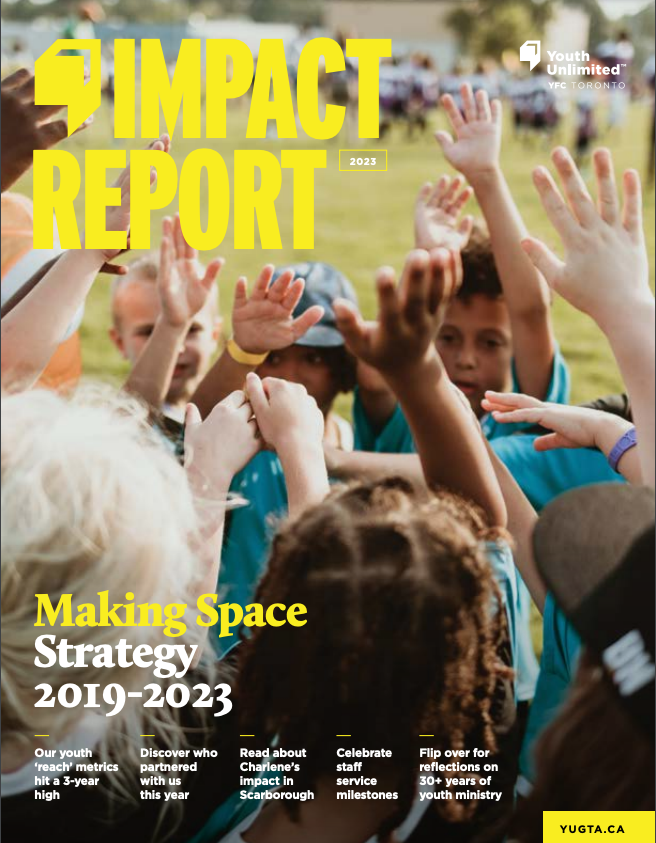 IMPACT
REPORT
2023
Youth
Unlimited™
YFC TORONTO
Making Space
Strategy
2019-2023
Our youth
‘reach’ metrics
hit a 3-year
high
Discover who
partnered
with us
this year
Read about
Charlene’s
impact in
Scarborough
Celebrate
staff
service
milestones
Flip over for
reflections on
30+ years of
youth ministry
YUGTA.CA